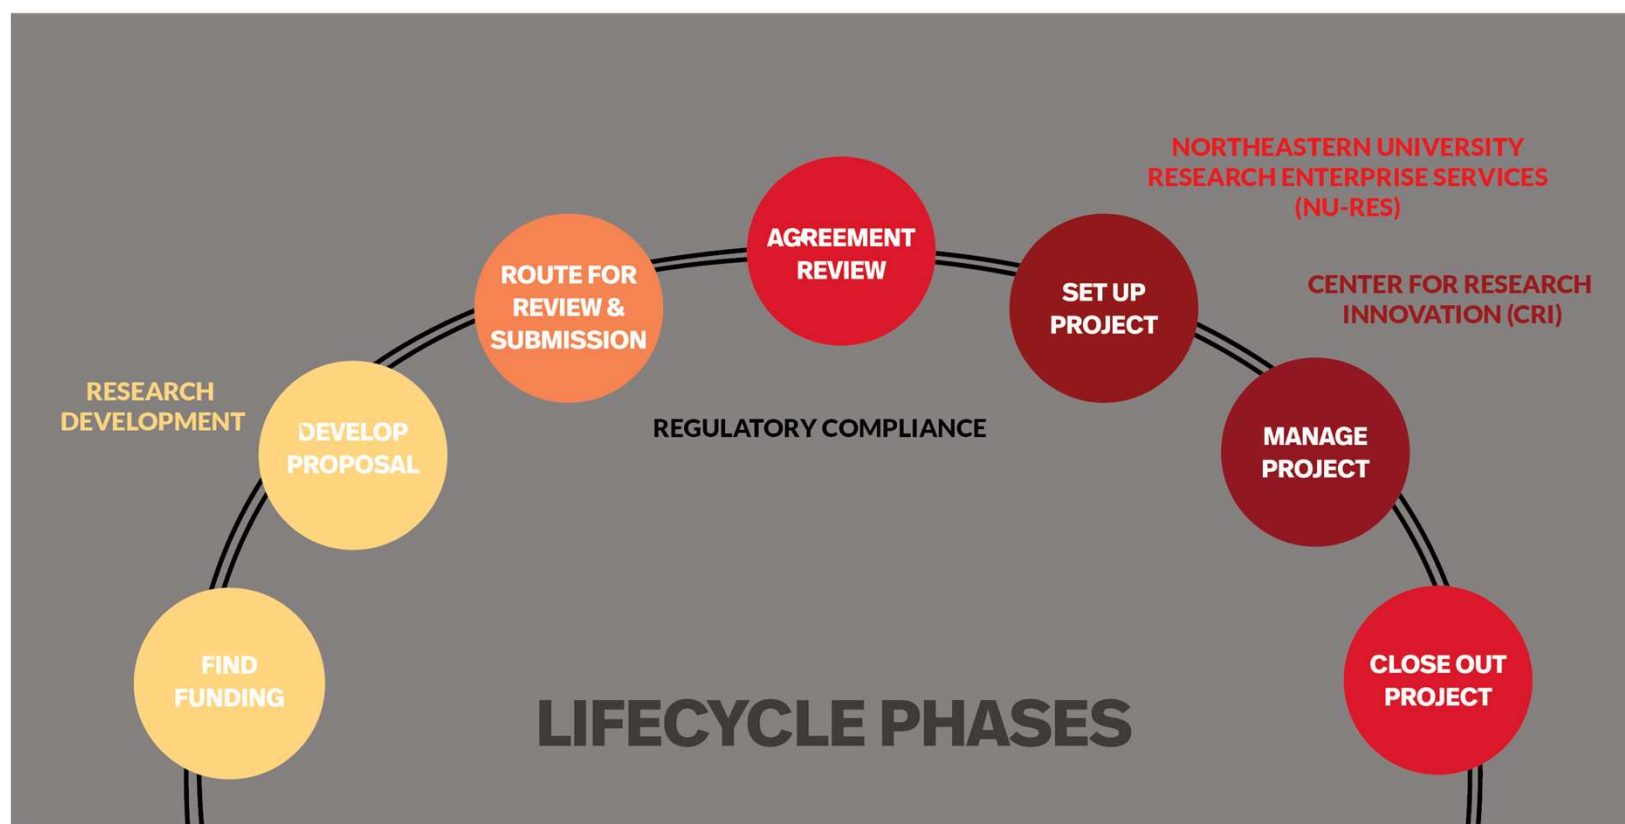 NORTHEASTERN UNIVERSITY
RESEARCH ENTERPRISE SERVICES
(NU-RES)
AGREEMENT
REVIEW
ROUTE FOR
REVIEW &
SUBMISSION
SET UP
PROJECT
CENTER FOR RESEARCH
INNOVATION (CRI)
RESEARCH
DEVELOPMENT
DEVELOP
PROPOSAL
REGULATORY COMPLIANCE
MANAGE
PROJECT
FIND
FUNDING
CLOSE OUT
PROJECT
LIFECYCLE PHASES